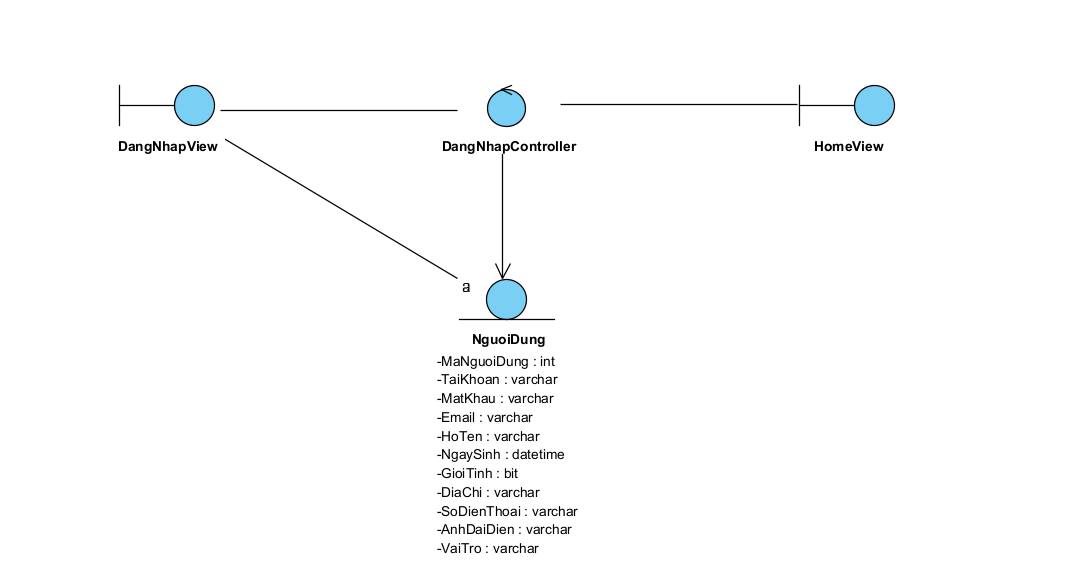 DangNhapView
DangNhapController
HomeView
a
NguoiDung
-MaNguoiDung : int
-TaiKhoan : varchar
-MatKhau : varchar
-Email : varchar
-HoTen : varchar
-NgaySinh : datetime
-GioiTinh : bit
-DiaChi : varchar
-SoDienThoai : varchar
-AnhDaiDien : varchar
-VaiTro : varchar